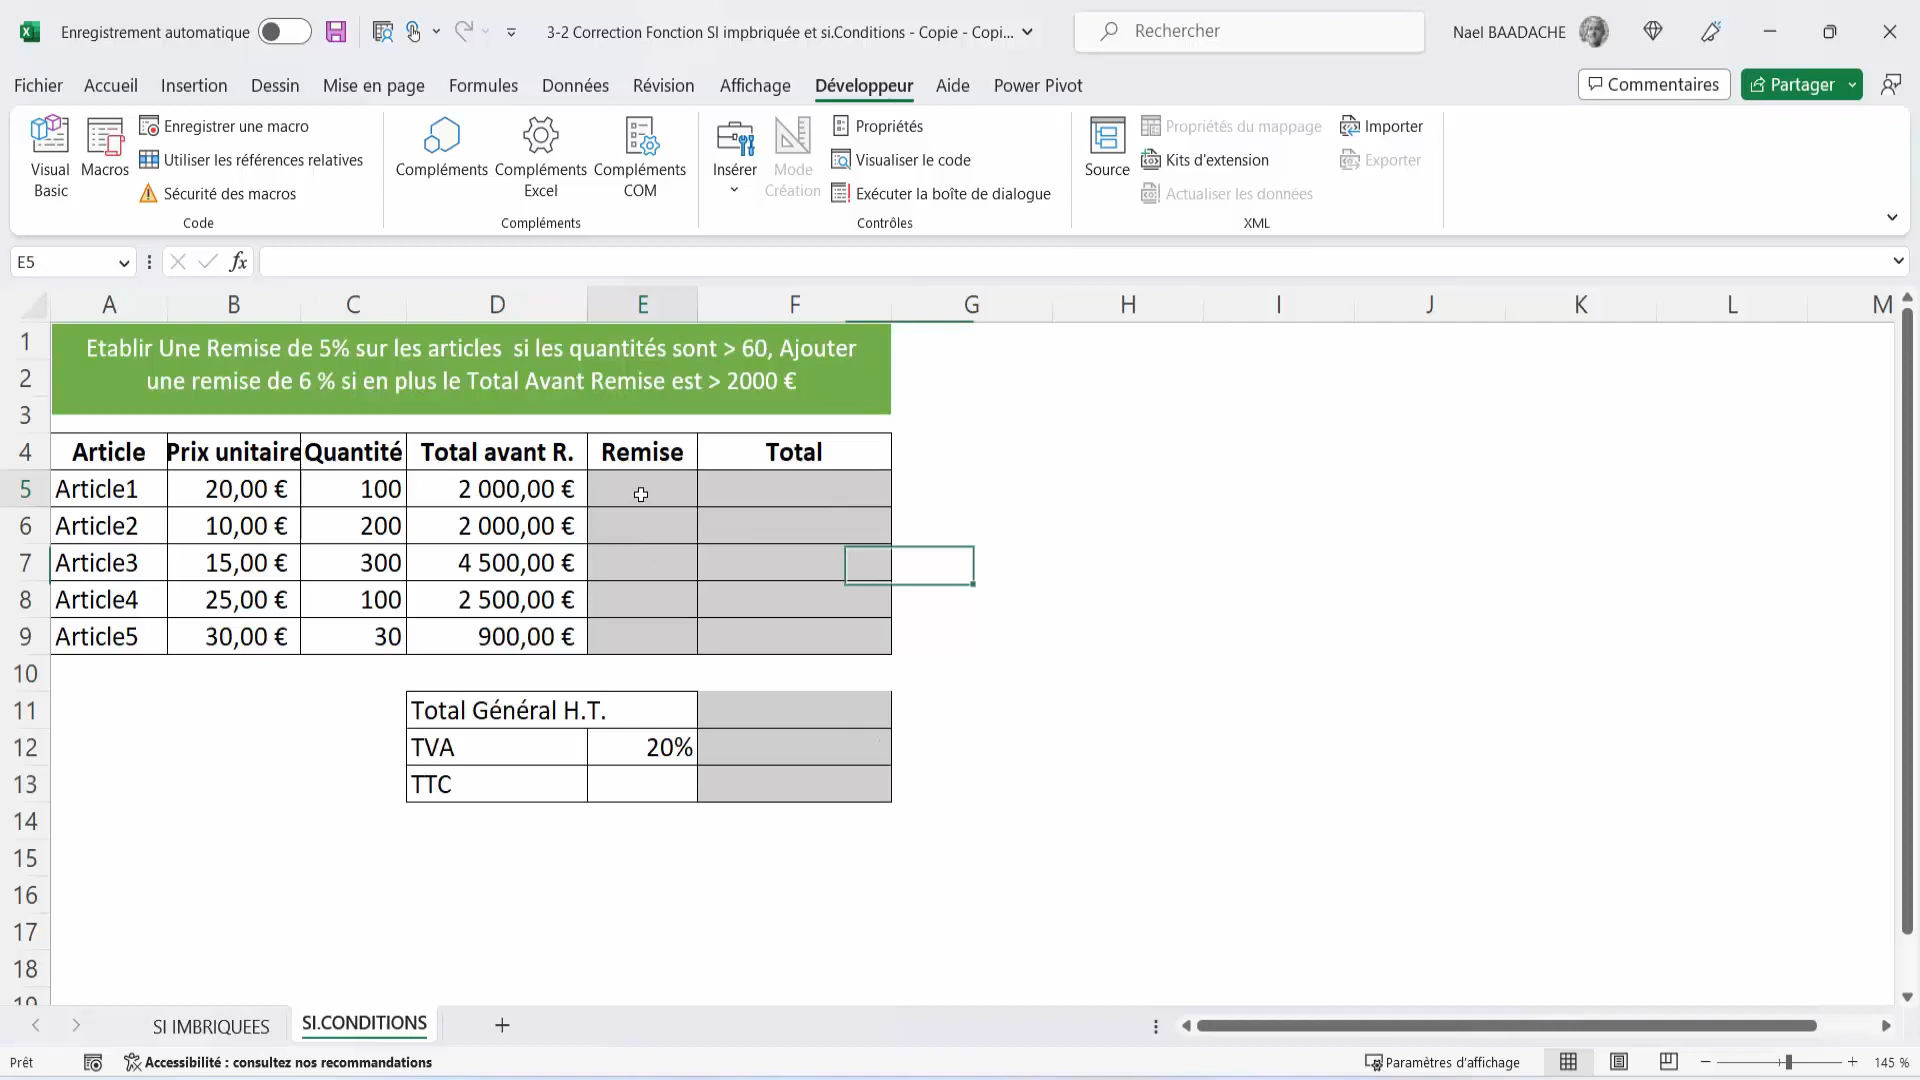 Enregistrement automatique
3-2 Correction Fonction SI impbriquée et si.Conditions - Copie - Copi...
Rechercher
Nael BAADACHE
Fichier Accueil Insertion Dessin Mise en page Formules Données Révision Affichage Développeur Aide Power Pivot
Commentaires
Partager
Visual Basic
Macros
Enregistrer une macro
Utiliser les références relatives
Sécurité des macros
Code
Compléments
Compléments Excel
Compléments COM
Compléments
Insérer
Mode Création
Propriétés
Visualiser le code
Exécuter la boîte de dialogue
Contrôles
Source
Propriétés du mappage
Kits d'extension
Actualiser les données
Importer
Exporter
XML
E5
fx
A B C D E F G H I J K L M
1
2
3
Etablir Une Remise de 5% sur les articles si les quantités sont > 60, Ajouter
une remise de 6 % si en plus le Total Avant Remise est > 2000 €
4 Article Prix unitaire Quantité Total avant R. Remise Total
5 Article1 20,00 € 100 2 000,00 €
6 Article2 10,00 € 200 2 000,00 €
7 Article3 15,00 € 300 4 500,00 €
8 Article4 25,00 € 100 2 500,00 €
9 Article5 30,00 € 30 900,00 €
10
11 Total Général H.T.
12 TVA 20%
13 TTC
14
15
16
17
18
19
SI IMBRIQUEES
SI.CONDITIONS
Prêt
Accessibilité : consultez nos recommandations
Paramètres d'affichage
145 %